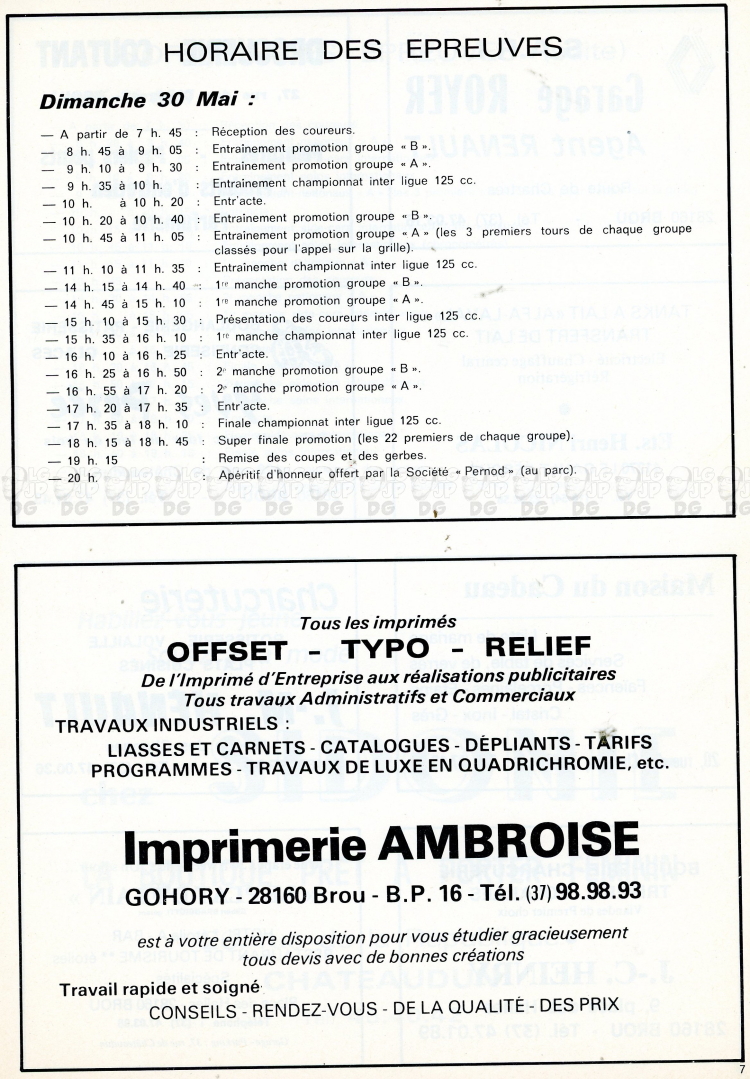 HORAIRE DES EPREUVES
Dimanche 30 Mai :
— A partir de 7 h. 45 : Réception des coureurs.
— 8 h. 45 à 9 h. 05 : Entraînement promotion groupe « B ».
— 9 h. 10 à 9 h. 30 : Entraînement promotion groupe « A ».
— 9 h. 35 à 10 h. : Entraînement championnat inter ligue 125 cc.
— 10 h. à 10 h. 20 : Entr'acte.
— 10 h. 20 à 10 h. 40 : Entraînement promotion groupe « B ».
— 10 h. 45 à 11 h. 05 : Entraînement promotion groupe « A » (les 3 premiers tours de chaque groupe
classés pour l'appel sur la grille).
— 11 h. 10 à 11 h. 35 : Entraînement championnat inter ligue 125 cc.
— 14 h. 15 à 14 h. 40 : 1re manche promotion groupe « B ».
— 14 h. 45 à 15 h. 10 : 1re manche promotion groupe « A ».
— 15 h. 10 à 15 h. 30 : Présentation des coureurs inter ligue 125 cc.
— 15 h. 35 à 16 h. 10 : 1re manche championnat inter ligue 125 cc.
— 16 h. 10 à 16 h. 25 : Entr'acte.
— 16 h. 25 à 16 h. 50 : 2e manche promotion groupe « B ».
— 16 h. 55 à 17 h. 20 : 2e manche promotion groupe « A ».
— 17 h. 20 à 17 h. 35 : Entr'acte.
— 17 h. 35 à 18 h. 10 : Finale championnat inter ligue 125 cc.
— 18 h. 15 à 18 h. 45 : Super finale promotion (les 22 premiers de chaque groupe).
— 19 h. 15 : Remise des coupes et des gerbes.
— 20 h. : Apéritif d'honneur offert par la Société « Pernod » (au parc).
Tous les imprimés
OFFSET - TYPO - RELIEF
De l'Imprimé d'Entreprise aux réalisations publicitaires
Tous travaux Administratifs et Commerciaux
TRAVAUX INDUSTRIELS :
LIASSES ET CARNETS - CATALOGUES - DÉPLIANTS - TARIFS
PROGRAMMES - TRAVAUX DE LUXE EN QUADRICHROMIE, etc.
Imprimerie AMBROISE
GOHORY - 28160 Brou - B.P. 16 - Tél. (37) 98.98.93
est à votre entière disposition pour vous étudier gracieusement
tous devis avec de bonnes créations
Travail rapide et soigné
CONSEILS - RENDEZ-VOUS - DE LA QUALITÉ - DES PRIX
7